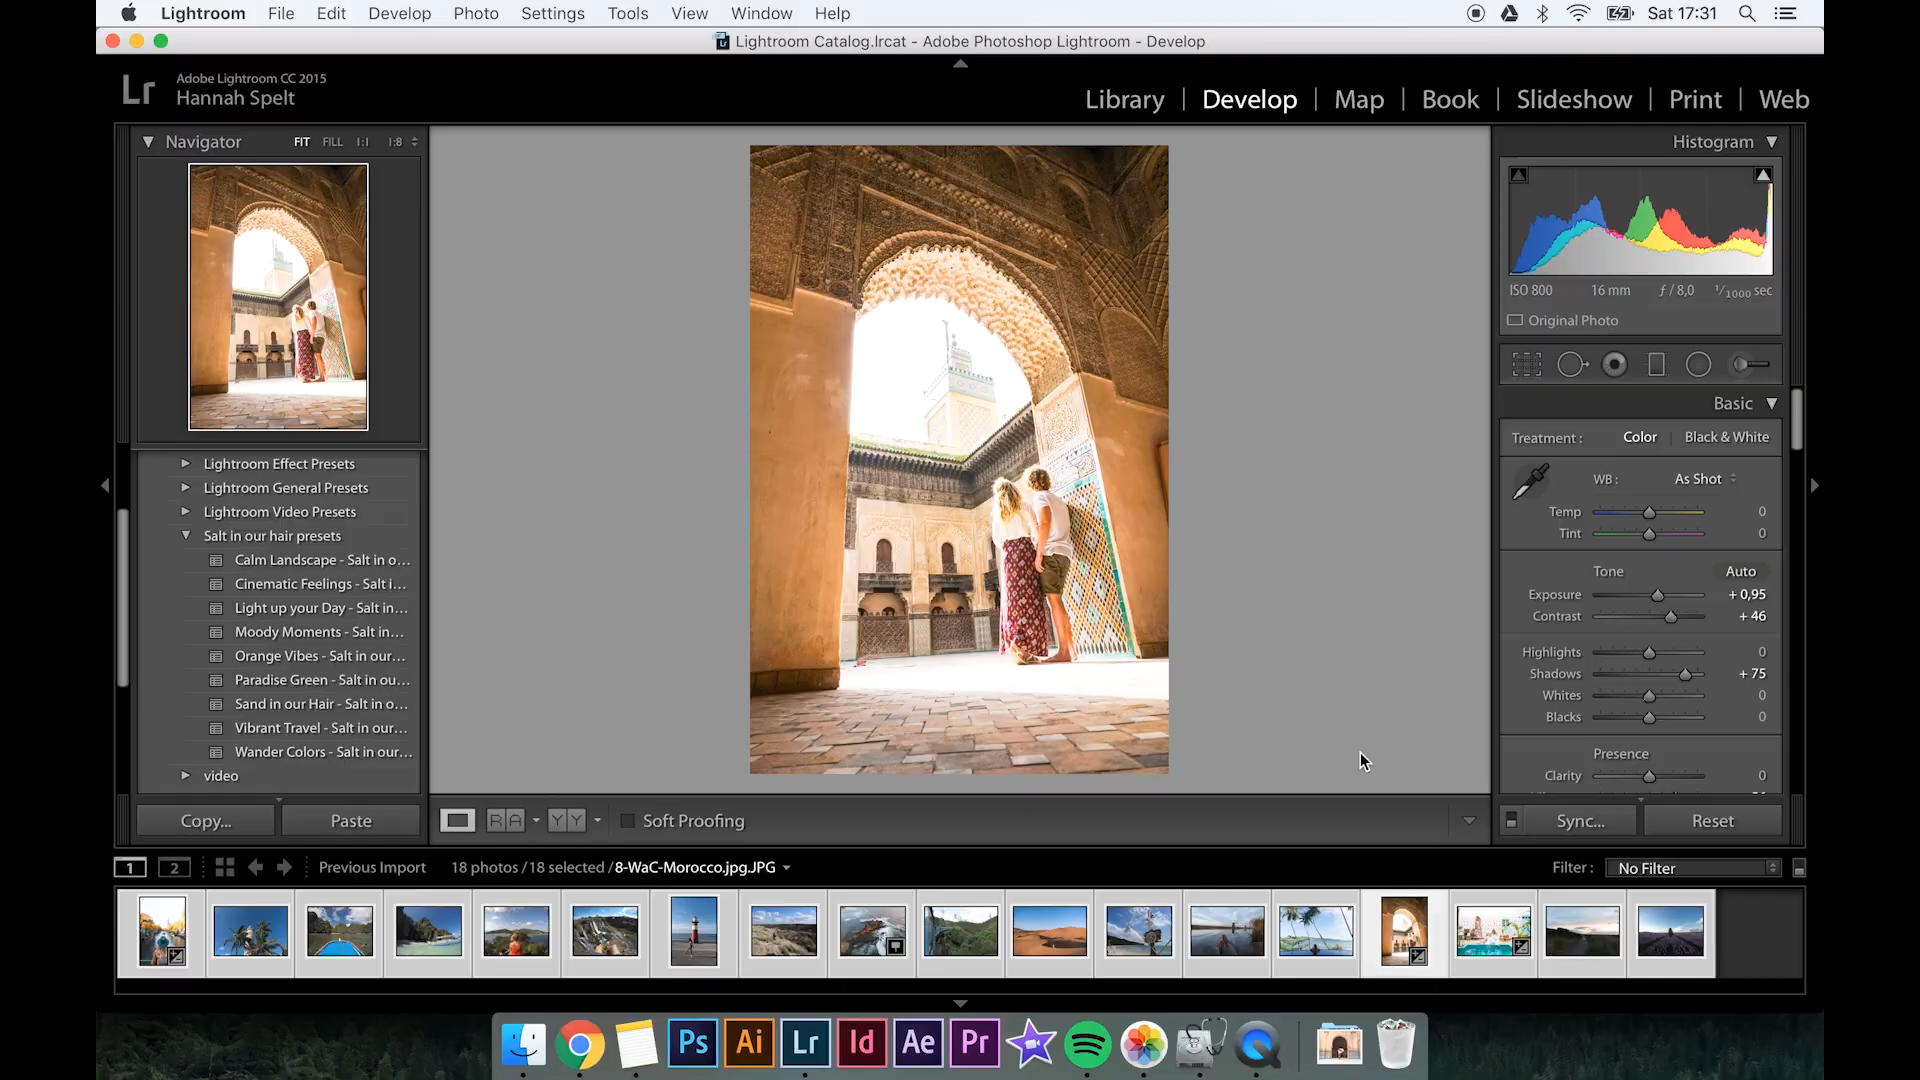 Lightroom File Edit Develop Photo Settings Tools View Window Help Sat 17:31
Lightroom Catalog.lrcat - Adobe Photoshop Lightroom - Develop
Lr
Adobe Lightroom CC 2015
Hannah Spelt
Library | Develop | Map | Book | Slideshow | Print | Web
Navigator FIT FILL 1:1 1:8
Lightroom Effect Presets
Lightroom General Presets
Lightroom Video Presets
Salt in our hair presets
Calm Landscape - Salt in o...
Cinematic Feelings - Salt i...
Light up your Day - Salt in...
Moody Moments - Salt in...
Orange Vibes - Salt in our...
Paradise Green - Salt in ou...
Sand in our Hair - Salt in o...
Vibrant Travel - Salt in our...
Wander Colors - Salt in our...
video
Copy... Paste
R A Y Y Soft Proofing
Histogram
ISO 800 16 mm ƒ / 8,0 1/1000 sec
Original Photo
Basic
Treatment : Color | Black & White
WB : As Shot
Temp 0
Tint 0
Tone Auto
Exposure + 0,95
Contrast + 46
Highlights 0
Shadows + 75
Whites 0
Blacks 0
Presence
Clarity 0
Sync... Reset
1 2 Previous Import 18 photos / 18 selected / 8-WaC-Morocco.jpg.JPG Filter : No Filter
Ps Ai Lr Id Ae Pr